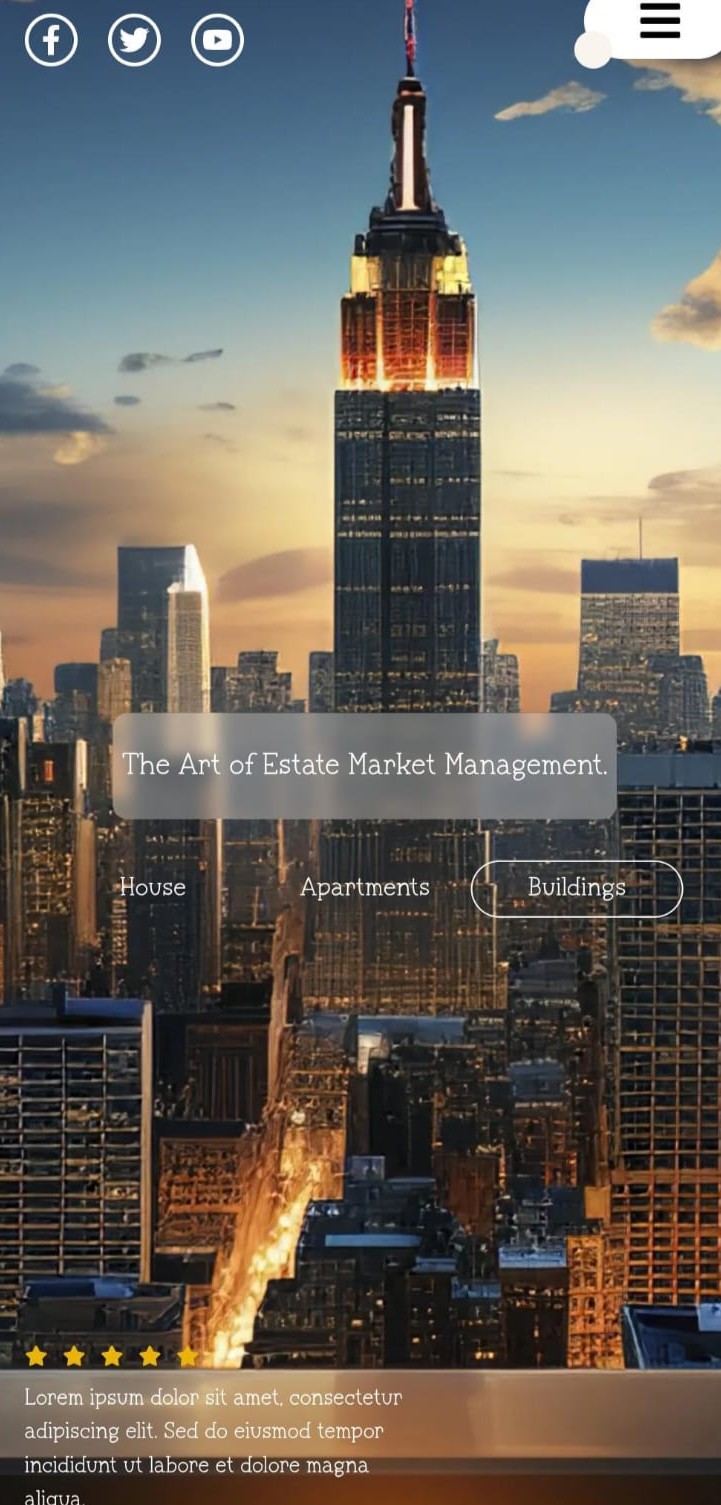 The Art of Estate Market Management.
House Apartments Buildings
Lorem ipsum dolor sit amet, consectetur
adipiscing elit. Sed do eiusmod tempor
incididunt ut labore et dolore magna
aliqua.